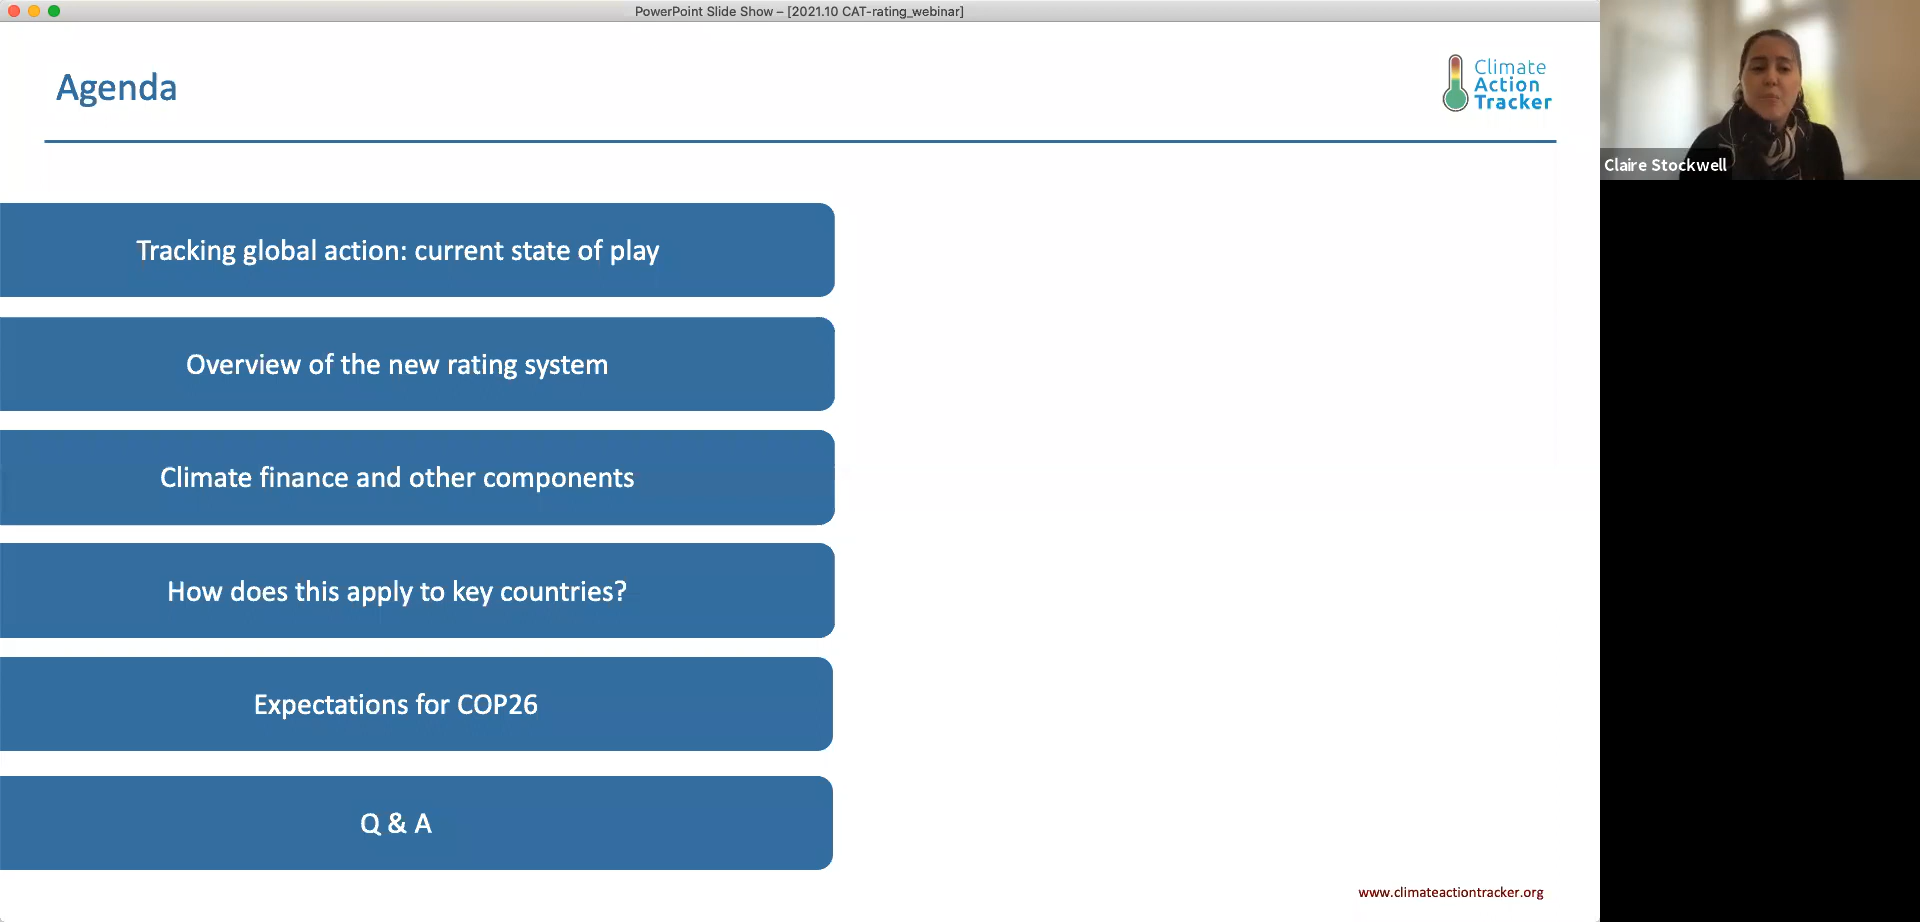 PowerPoint Slide Show – [2021.10 CAT-rating_webinar]
Agenda
Climate
Action
Tracker
Claire Stockwell
Tracking global action: current state of play
Overview of the new rating system
Climate finance and other components
How does this apply to key countries?
Expectations for COP26
Q & A
www.climateactiontracker.org